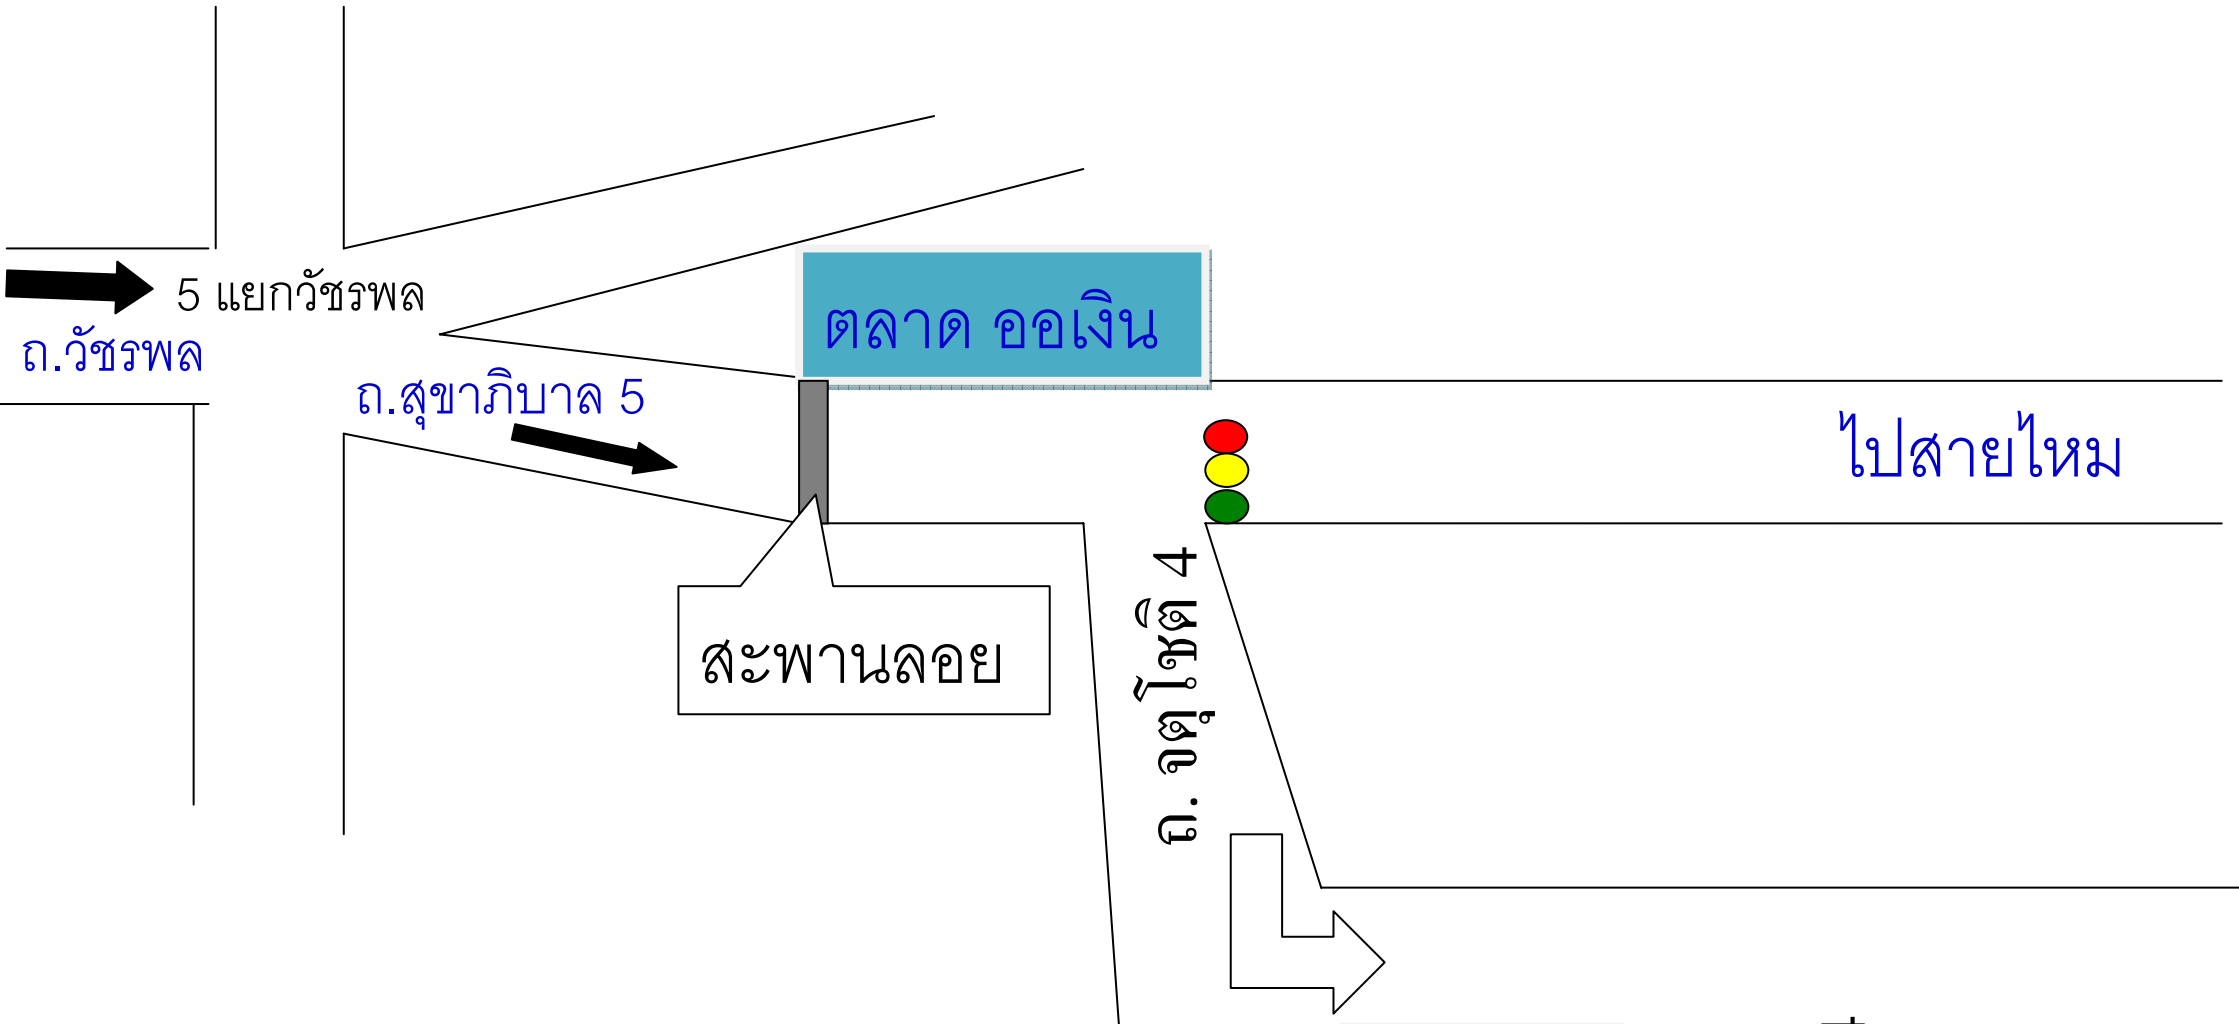 5 แยกวัชรพล
ถ.วัชรพล
ตลาด ออเงิน
ถ.สุขาภิบาล 5
ไปสายไหม
สะพานลอย
ถ. จตุโชติ 4